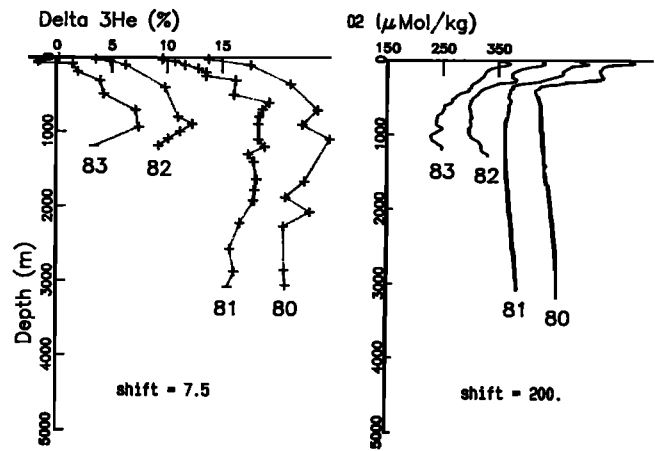 Delta 3He (%)
0 5 10 15
0
1000
2000
3000
4000
5000
Depth (m)
83
82
81
80
shift = 7.5
O2 (μMol/kg)
150 250 350
0
1000
2000
3000
4000
5000
83
82
81
80
shift = 200.